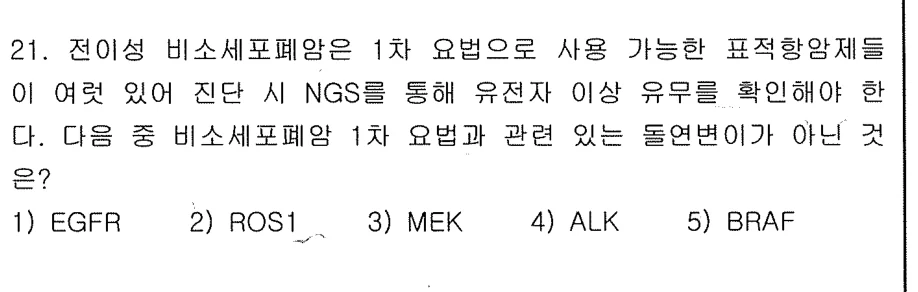 21. 전이성 비소세포폐암은 1차 요법으로 사용 가능한 표적항암제들
이 여럿 있어 진단 시 NGS를 통해 유전자 이상 유무를 확인해야 한
다. 다음 중 비소세포폐암 1차 요법과 관련 있는 돌연변이가 아닌 것
은?
1) EGFR 2) ROS1 3) MEK 4) ALK 5) BRAF